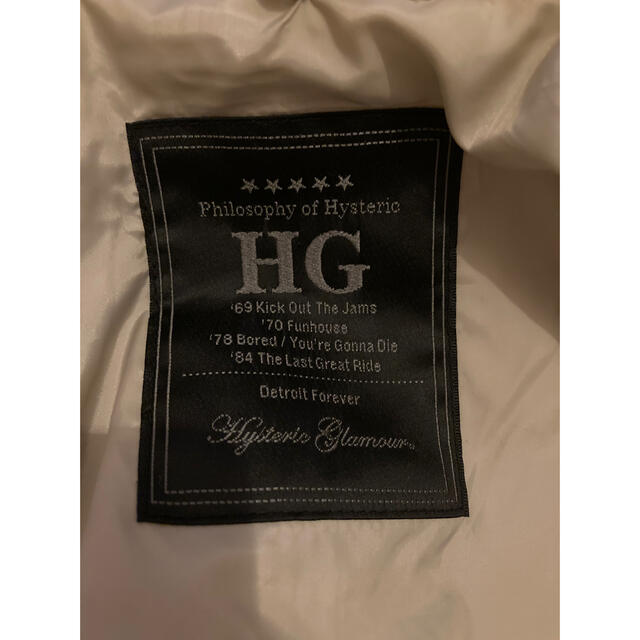 Philosophy of Hysteric
HG
'69 Kick Out The Jams
'70 Funhouse
'78 Bored / You're Gonna Die
'84 The Last Great Ride
Detroit Forever
Hysteric Glamour.